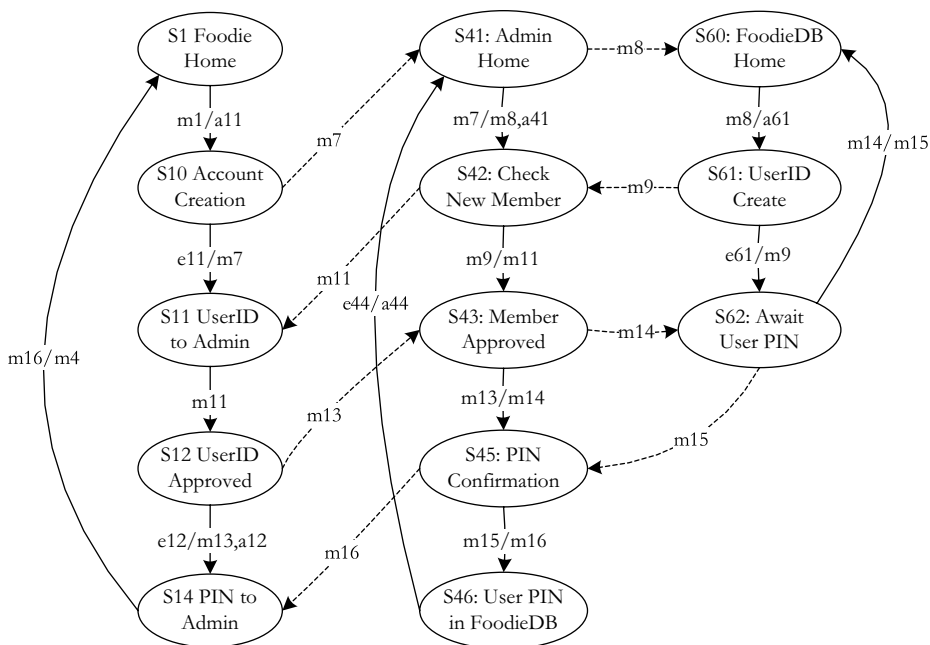 S1 Foodie
Home
S41: Admin
Home
m8
S60: FoodieDB
Home
m1/a11
m7/m8,a41
m8/a61
m7
m14/m15
S10 Account
Creation
S42: Check
New Member
m9
S61: UserID
Create
e11/m7
m11
m9/m11
e61/m9
e44/a44
S11 UserID
to Admin
S43: Member
Approved
m14
S62: Await
User PIN
m16/m4
m11
m13
m13/m14
m15
S12 UserID
Approved
S45: PIN
Confirmation
e12/m13,a12
m16
m15/m16
S14 PIN to
Admin
S46: User PIN
in FoodieDB